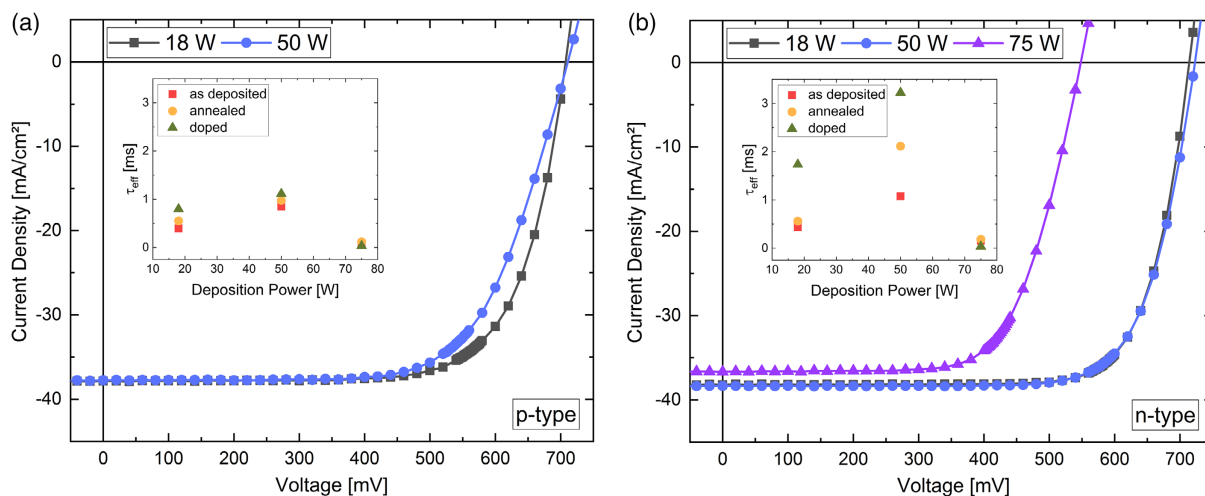 (a)
18 W 50 W
0
-10
-20
-30
-40
Current Density [mA/cm²]
0 100 200 300 400 500 600 700
Voltage [mV]
p-type
as deposited
annealed
doped
3
2
1
0
τeff [ms]
10 20 30 40 50 60 70 80
Deposition Power [W]
(b)
18 W 50 W 75 W
0
-10
-20
-30
-40
Current Density [mA/cm²]
0 100 200 300 400 500 600 700
Voltage [mV]
n-type
as deposited
annealed
doped
3
2
1
0
τeff [ms]
10 20 30 40 50 60 70 80
Deposition Power [W]